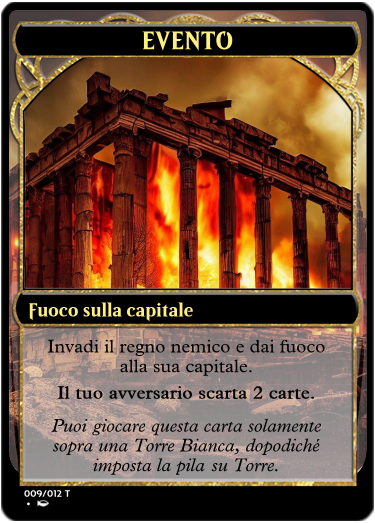 EVENTO
Fuoco sulla capitale
Invadi il regno nemico e dai fuoco
alla sua capitale.
Il tuo avversario scarta 2 carte.
Puoi giocare questa carta solamente
sopra una Torre Bianca, dopodiché
imposta la pila su Torre.
009/012 T